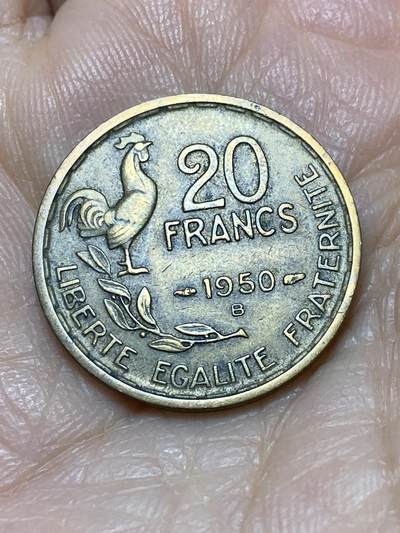 20
FRANCS
1950
B
LIBERTE EGALITE FRATERNITE